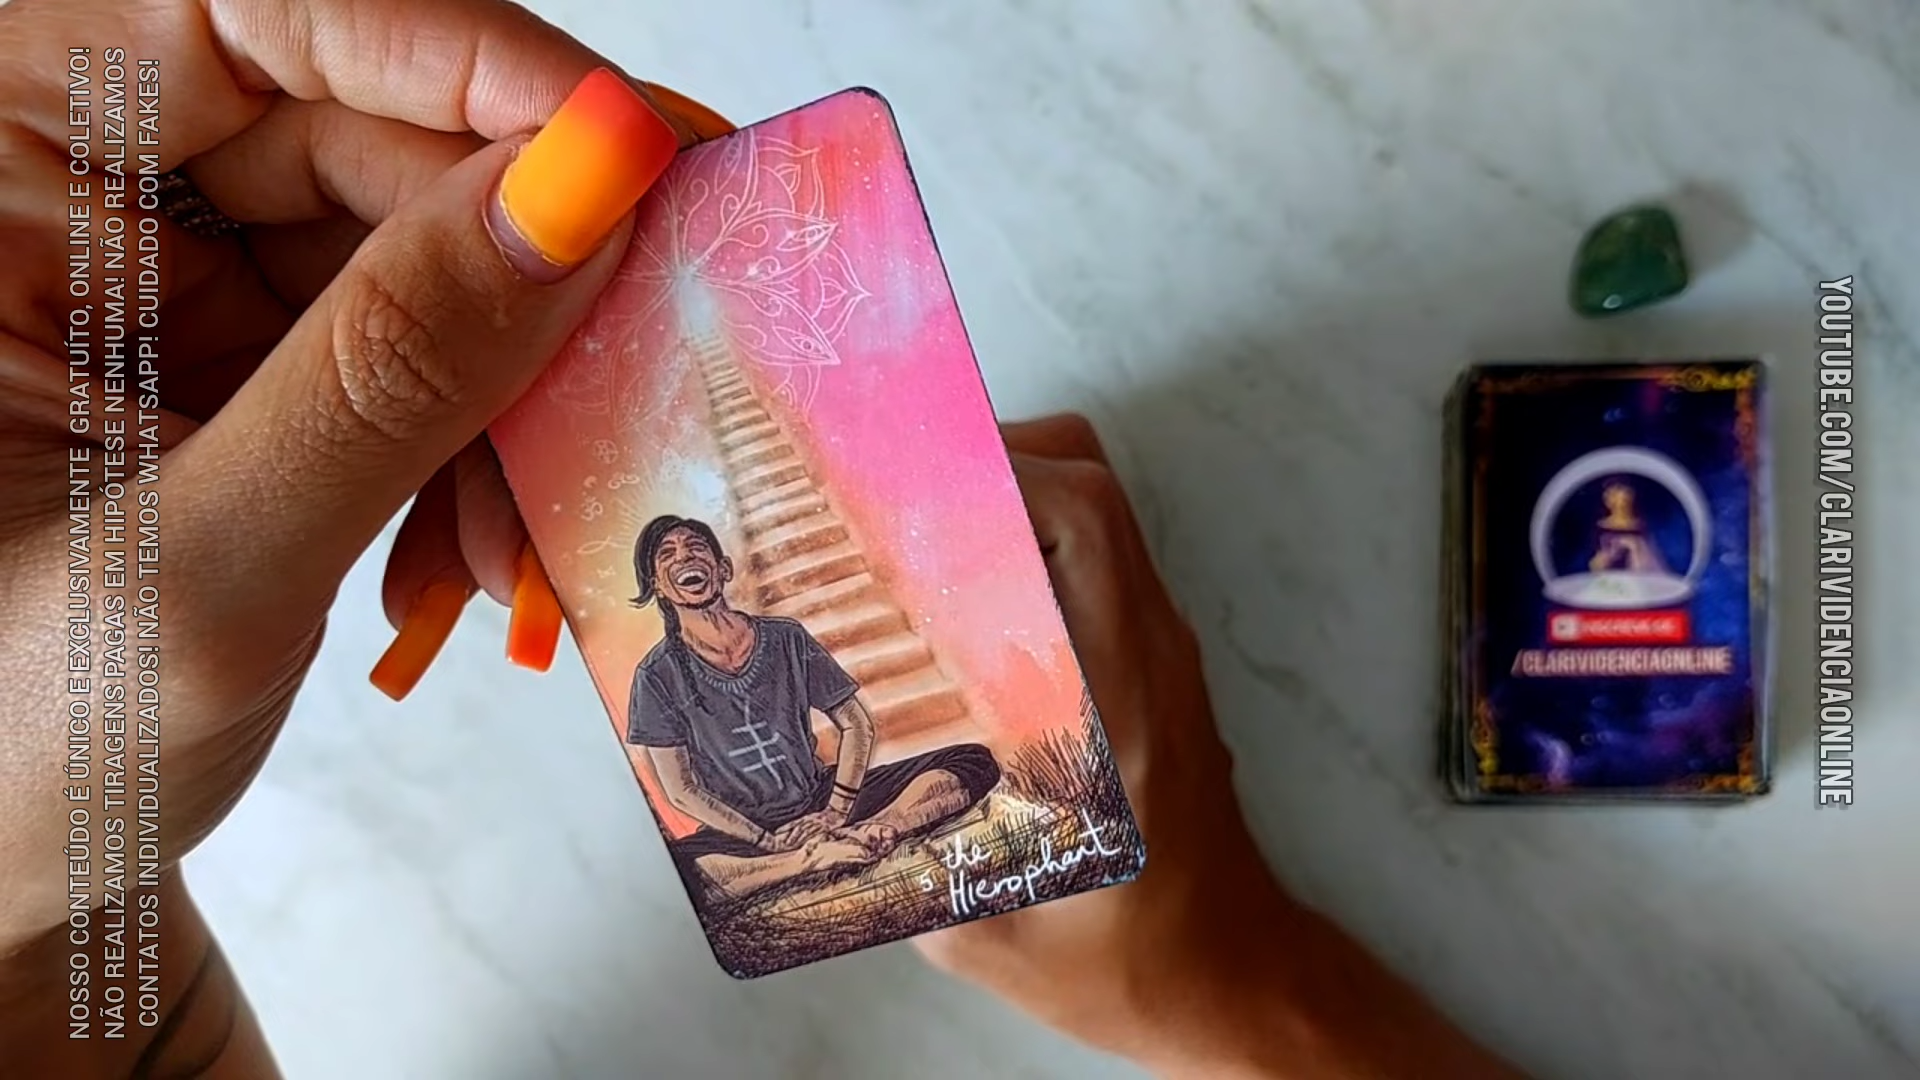 NOSSO CONTEÚDO É ÚNICO E EXCLUSIVAMENTE GRATUÍTO, ONLINE E COLETIVO!
NÃO REALIZAMOS TIRAGENS PAGAS EM HIPÓTESE NENHUMA! NÃO REALIZAMOS
CONTATOS INDIVIDUALIZADOS! NÃO TEMOS WHATSAPP! CUIDADO COM FAKES!
5 the
Hierophant
/CLARIVIDENCIAONLINE
YOUTUBE.COM/CLARIVIDENCIAONLINE